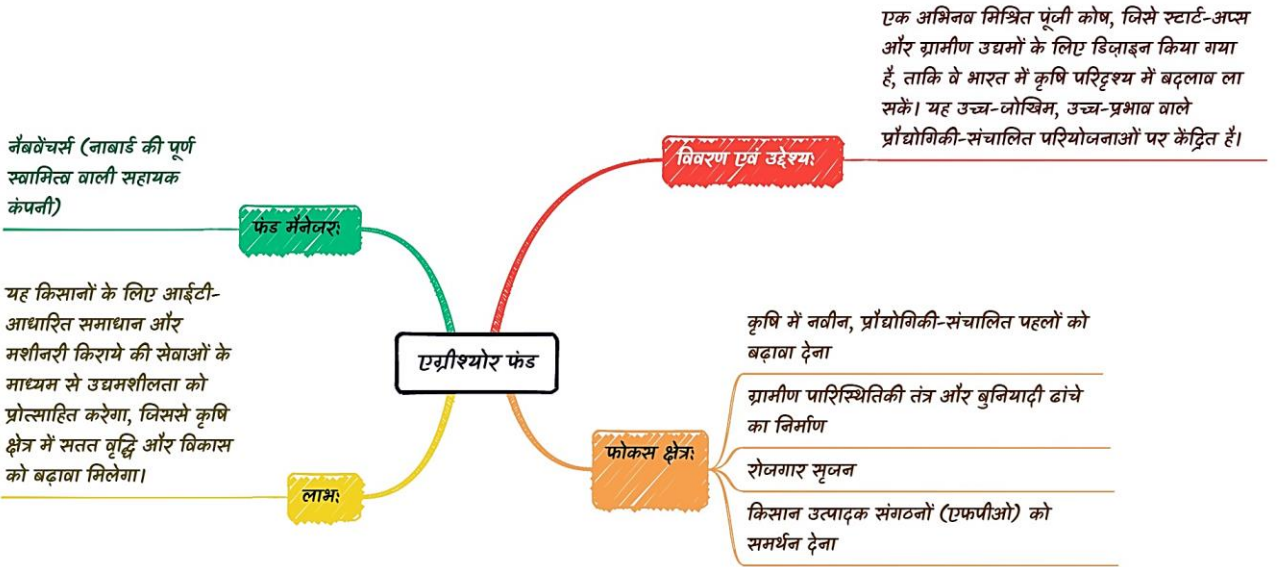 एग्रीश्योर फंड
विवरण एवं उद्देश्य:
एक अभिनव मिश्रित पूंजी कोष, जिसे स्टार्ट-अप्स
और ग्रामीण उद्यमों के लिए डिज़ाइन किया गया
है, ताकि वे भारत में कृषि परिदृश्य में बदलाव ला
सकें। यह उच्च-जोखिम, उच्च-प्रभाव वाले
प्रौद्योगिकी-संचालित परियोजनाओं पर केंद्रित है।
फोकस क्षेत्र:
कृषि में नवीन, प्रौद्योगिकी-संचालित पहलों को
बढ़ावा देना
ग्रामीण पारिस्थितिकी तंत्र और बुनियादी ढांचे
का निर्माण
रोजगार सृजन
किसान उत्पादक संगठनों (एफपीओ) को
समर्थन देना
लाभ:
यह किसानों के लिए आईटी-
आधारित समाधान और
मशीनरी किराये की सेवाओं के
माध्यम से उद्यमशीलता को
प्रोत्साहित करेगा, जिससे कृषि
क्षेत्र में सतत वृद्धि और विकास
को बढ़ावा मिलेगा।
फंड मैनेजर:
नैबवेंचर्स (नाबार्ड की पूर्ण
स्वामित्व वाली सहायक
कंपनी)